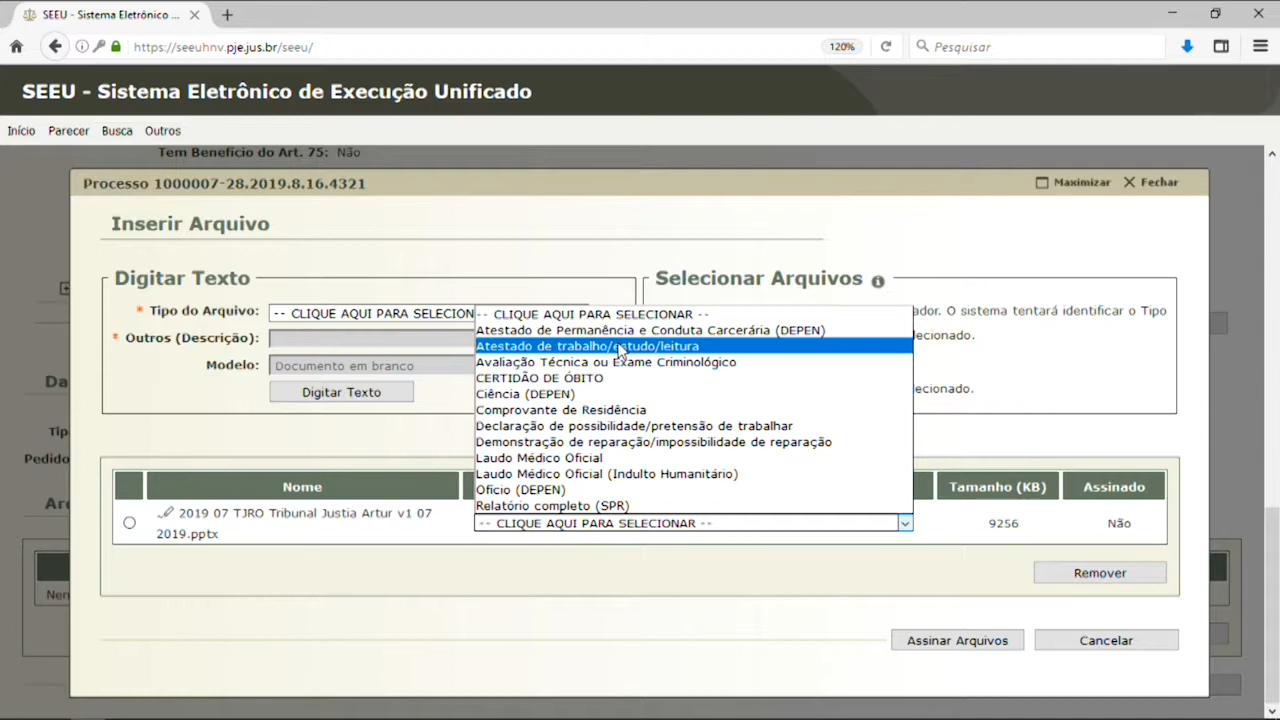 SEEU - Sistema Eletrônico ...
https://seeuhnv.pje.jus.br/seeu/
120%
Pesquisar
SEEU - Sistema Eletrônico de Execução Unificado
Início Parecer Busca Outros
Tem Benefício do Art. 75: Não
Processo 1000007-28.2019.8.16.4321
Maximizar Fechar
Inserir Arquivo
Digitar Texto
* Tipo do Arquivo: -- CLIQUE AQUI PARA SELECION
* Outros (Descrição):
Modelo: Documento em branco
Digitar Texto
Selecionar Arquivos
ador. O sistema tentará identificar o Tipo
ecionado.
-- CLIQUE AQUI PARA SELECIONAR --
Atestado de Permanência e Conduta Carcerária (DEPEN)
Atestado de trabalho/estudo/leitura
Avaliação Técnica ou Exame Criminológico
CERTIDÃO DE ÓBITO
Ciência (DEPEN)
Comprovante de Residência
Declaração de possibilidade/pretensão de trabalhar
Demonstração de reparação/impossibilidade de reparação
Laudo Médico Oficial
Laudo Médico Oficial (Indulto Humanitário)
Ofício (DEPEN)
Relatório completo (SPR)
-- CLIQUE AQUI PARA SELECIONAR --
Da
Tip
Pedido
Ar
Nen
Nome
Tamanho (KB)
Assinado
2019 07 TJRO Tribunal Justia Artur v1 07
2019.pptx
9256
Não
Remover
Assinar Arquivos
Cancelar